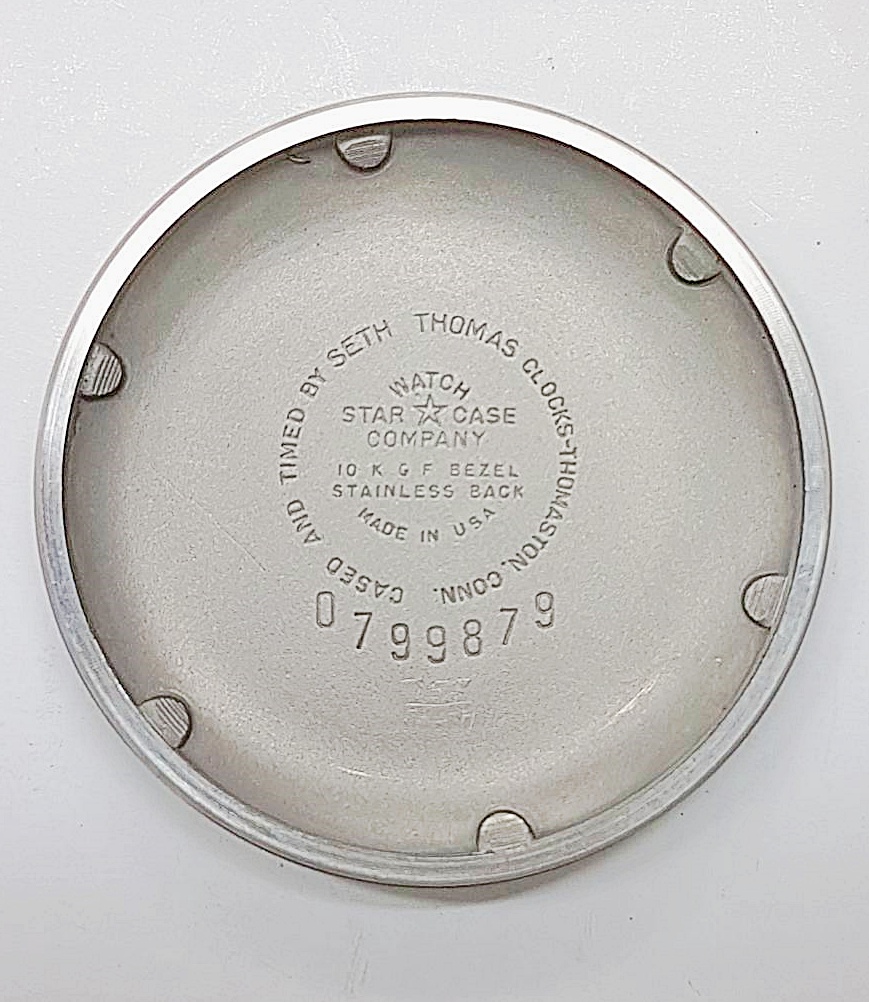 CASED AND TIMED BY SETH THOMAS CLOCKS-THOMASTON, CONN.
WATCH
STAR ☆ CASE
COMPANY
10 K G F BEZEL
STAINLESS BACK
MADE IN USA
0799879